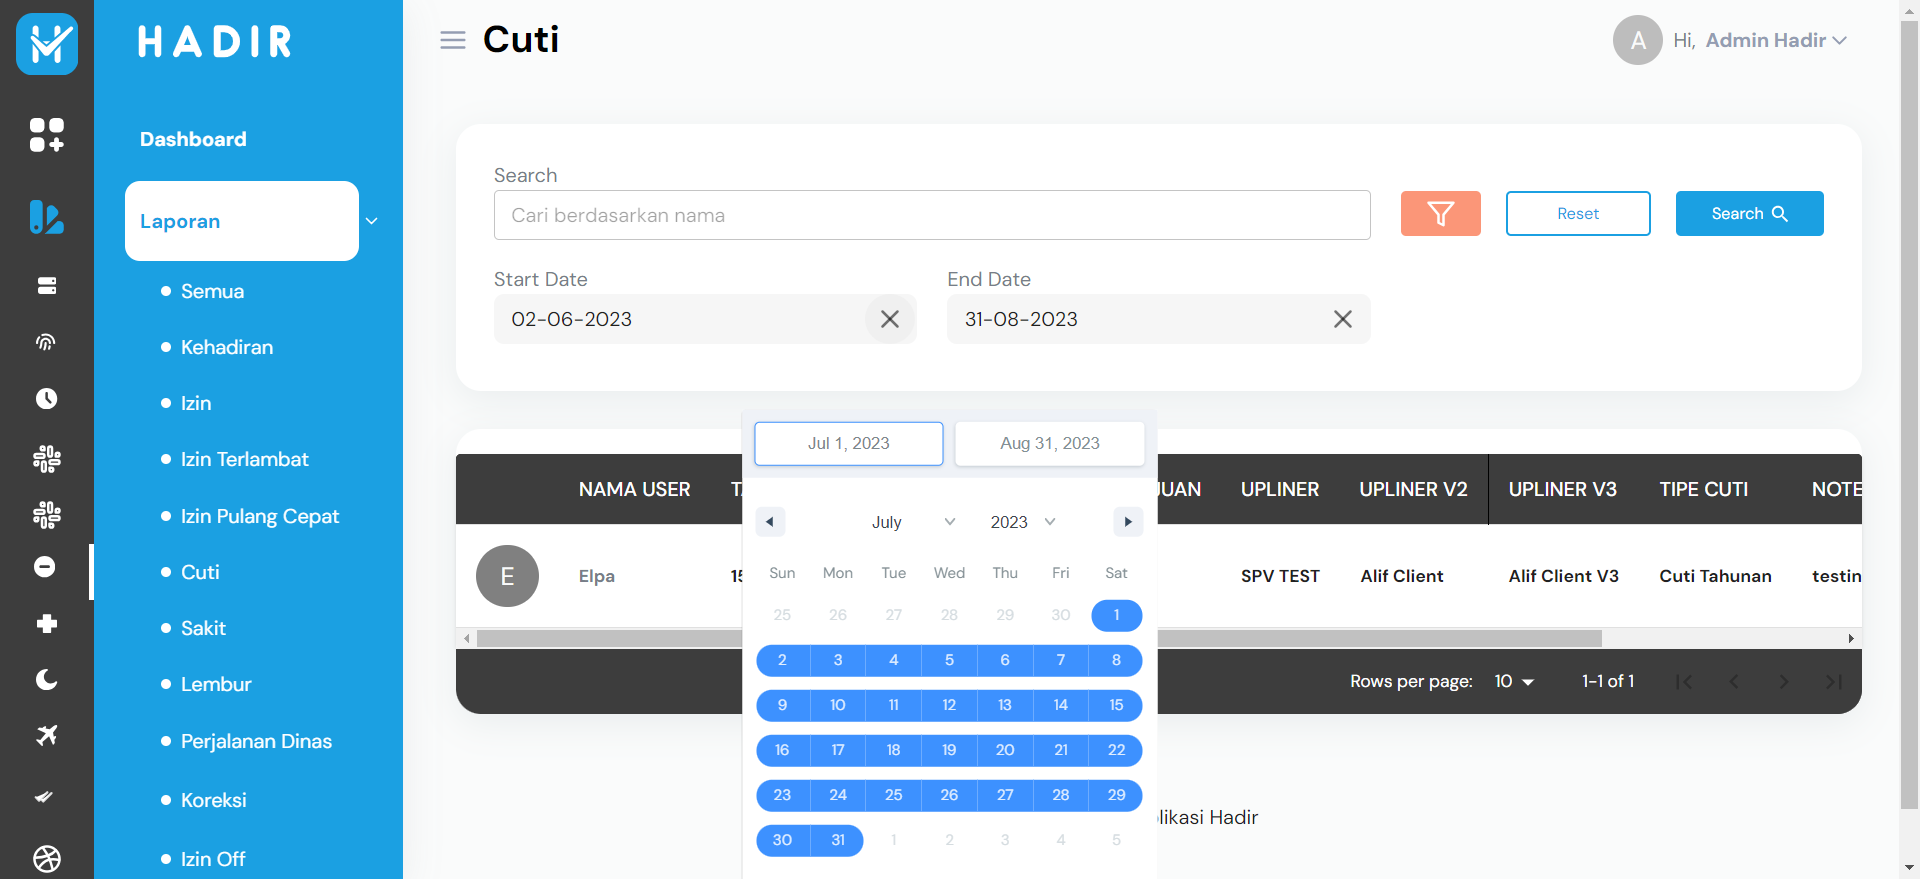 HADIR
Cuti
A Hi, Admin Hadir
Dashboard
Laporan
Semua
Kehadiran
Izin
Izin Terlambat
Izin Pulang Cepat
Cuti
Sakit
Lembur
Perjalanan Dinas
Koreksi
Izin Off
Search
Cari berdasarkan nama
Reset
Search
Start Date End Date
02-06-2023 31-08-2023
Jul 1, 2023 Aug 31, 2023
July 2023
Sun Mon Tue Wed Thu Fri Sat
25 26 27 28 29 30 1
2 3 4 5 6 7 8
9 10 11 12 13 14 15
16 17 18 19 20 21 22
23 24 25 26 27 28 29
30 31 1 2 3 4 5
NAMA USER UPLINER UPLINER V2 UPLINER V3 TIPE CUTI NOTE
E Elpa SPV TEST Alif Client Alif Client V3 Cuti Tahunan testin
Rows per page: 10 1-1 of 1
likasi Hadir